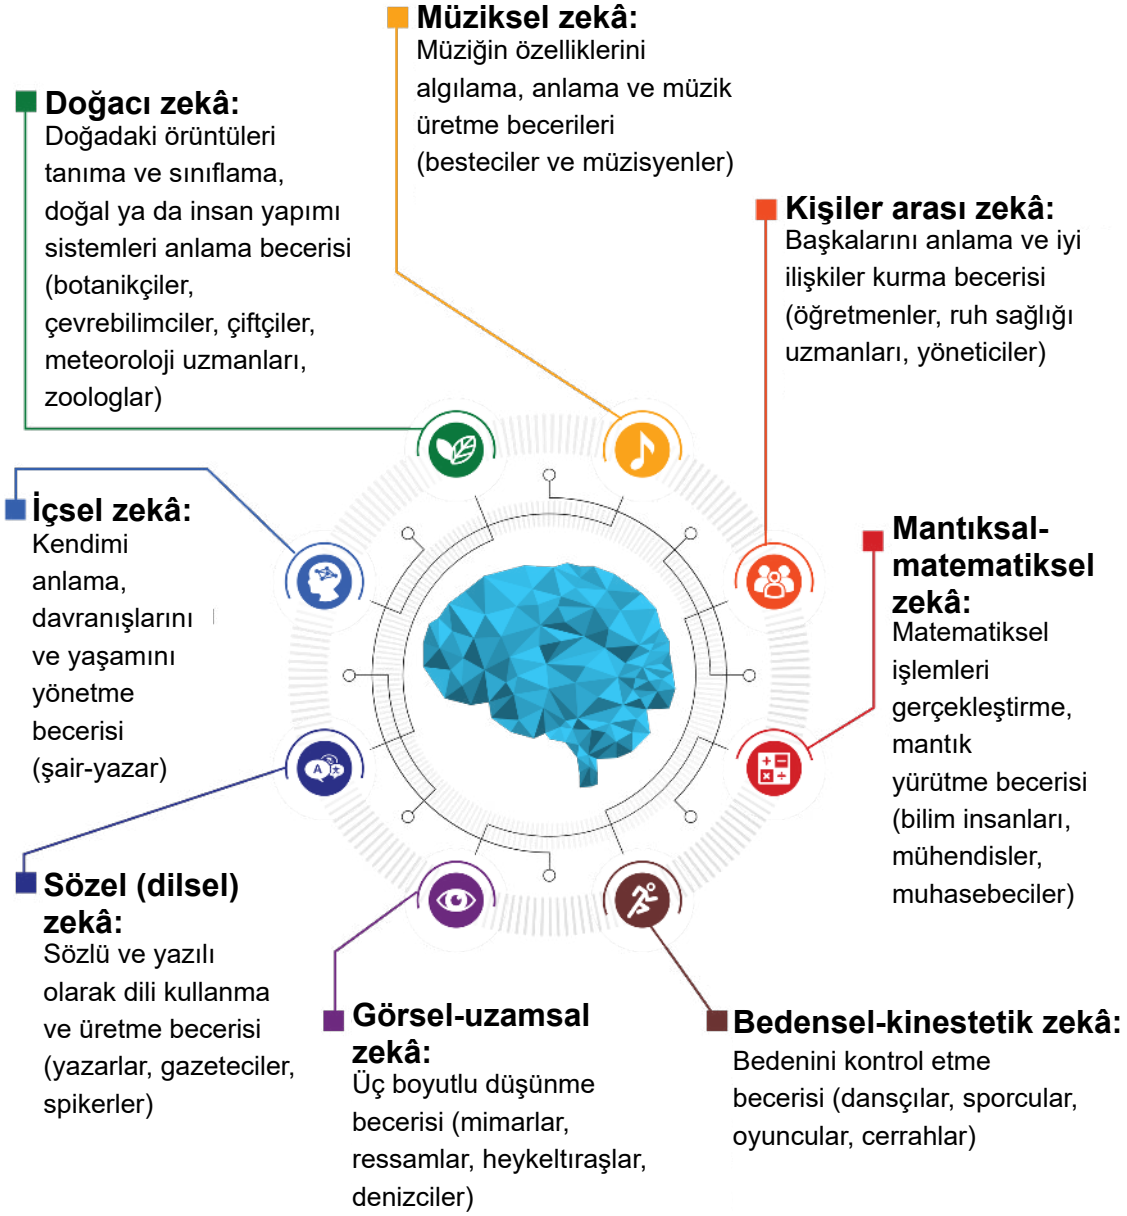 Müziksel zekâ:
Müziğin özelliklerini
algılama, anlama ve müzik
üretme becerileri
(besteciler ve müzisyenler)
Doğacı zekâ:
Doğadaki örüntüleri
tanıma ve sınıflama,
doğal ya da insan yapımı
sistemleri anlama becerisi
(botanikçiler,
çevrebilimciler, çiftçiler,
meteoroloji uzmanları,
zoologlar)
Kişiler arası zekâ:
Başkalarını anlama ve iyi
ilişkiler kurma becerisi
(öğretmenler, ruh sağlığı
uzmanları, yöneticiler)
İçsel zekâ:
Kendimi
anlama,
davranışlarını
ve yaşamını
yönetme
becerisi
(şair-yazar)
Mantıksal-
matematiksel
zekâ:
Matematiksel
işlemleri
gerçekleştirme,
mantık
yürütme becerisi
(bilim insanları,
mühendisler,
muhasebeciler)
A
Sözel (dilsel)
zekâ:
Sözlü ve yazılı
olarak dili kullanma
ve üretme becerisi
(yazarlar, gazeteciler,
spikerler)
Görsel-uzamsal
zekâ:
Üç boyutlu düşünme
becerisi (mimarlar,
ressamlar, heykeltıraşlar,
denizciler)
Bedensel-kinestetik zekâ:
Bedenini kontrol etme
becerisi (dansçılar, sporcular,
oyuncular, cerrahlar)